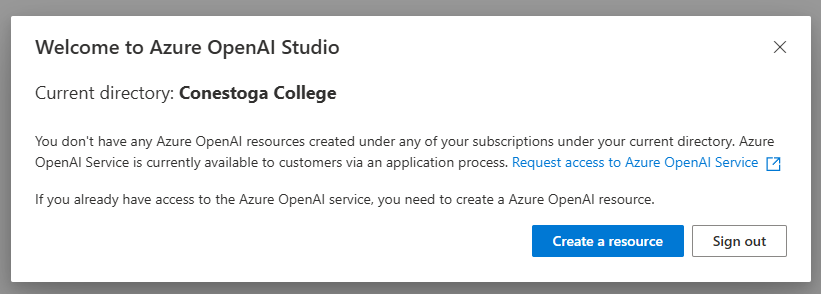 Welcome to Azure OpenAI Studio
Current directory: Conestoga College
You don't have any Azure OpenAI resources created under any of your subscriptions under your current directory. Azure
OpenAI Service is currently available to customers via an application process. Request access to Azure OpenAI Service
If you already have access to the Azure OpenAI service, you need to create a Azure OpenAI resource.
Create a resource
Sign out